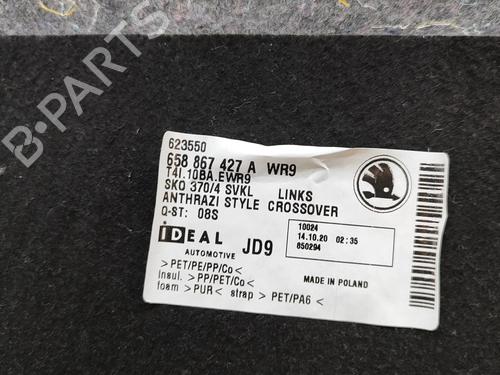 623550
658 867 427 A WR9
T4I.10BA.EWR9
SKO 370/4 SVKL LINKS
ANTHRAZI STYLE CROSSOVER
Q-ST: 08S
iDEAL
AUTOMOTIVE
JD9
10024
14.10.20 02:35
850294
>PET/PE/PP/Co<
Insul. >PP/PET/Co<
foam >PUR< strap >PET/PA6<
MADE IN POLAND
B-PARTS